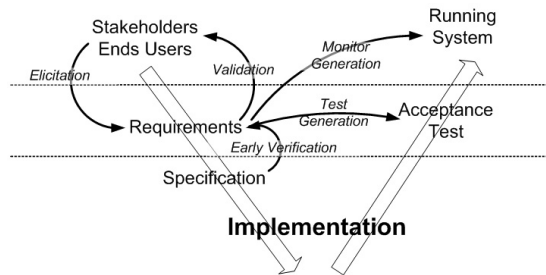 Stakeholders
Ends Users
Running
System
Monitor
Generation
Elicitation
Validation
Test
Generation
Acceptance
Test
Requirements
Early Verification
Specification
Implementation